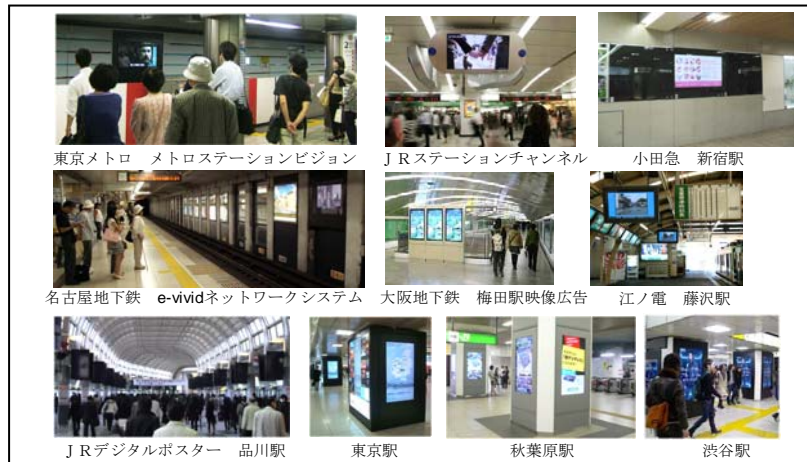 東京メトロ　メトロステーションビジョン
ＪＲステーションチャンネル
小田急　新宿駅
名古屋地下鉄　e-vividネットワークシステム
大阪地下鉄　梅田駅映像広告
江ノ電　藤沢駅
ＪＲデジタルポスター　品川駅
東京駅
秋葉原駅
渋谷駅